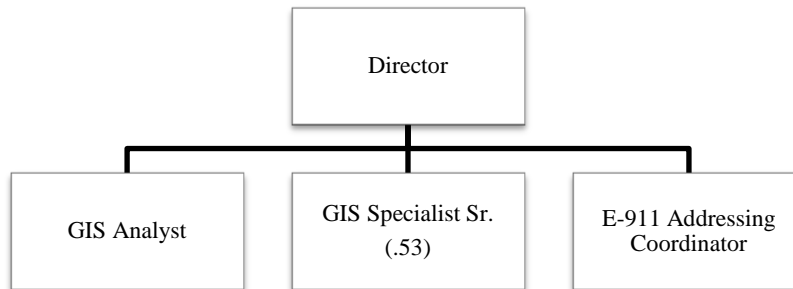 Director
GIS Analyst
GIS Specialist Sr.
(.53)
E-911 Addressing
Coordinator